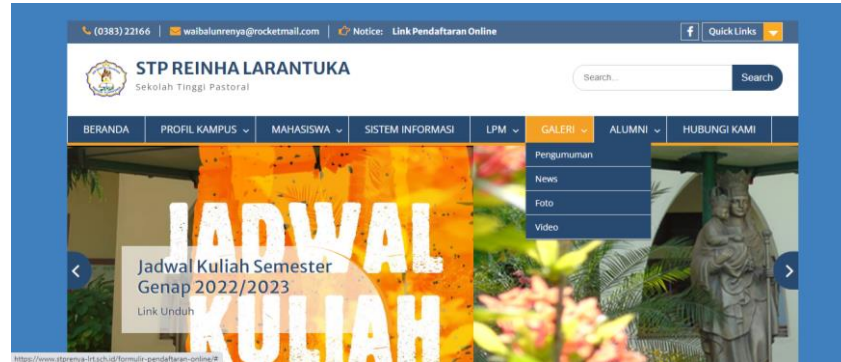 (0383) 22166 waibalunrenya@rocketmail.com Notice: Link Pendaftaran Online f Quick Links
STP REINHA LARANTUKA
Sekolah Tinggi Pastoral
Search... Search
BERANDA PROFIL KAMPUS MAHASISWA SISTEM INFORMASI LPM GALERI ALUMNI HUBUNGI KAMI
Pengumuman
News
Foto
Video
JADWAL
KULIAH
Jadwal Kuliah Semester
Genap 2022/2023
Link Unduh
https://www.stprenya-lrt.sch.id/formulir-pendaftaran-online/#